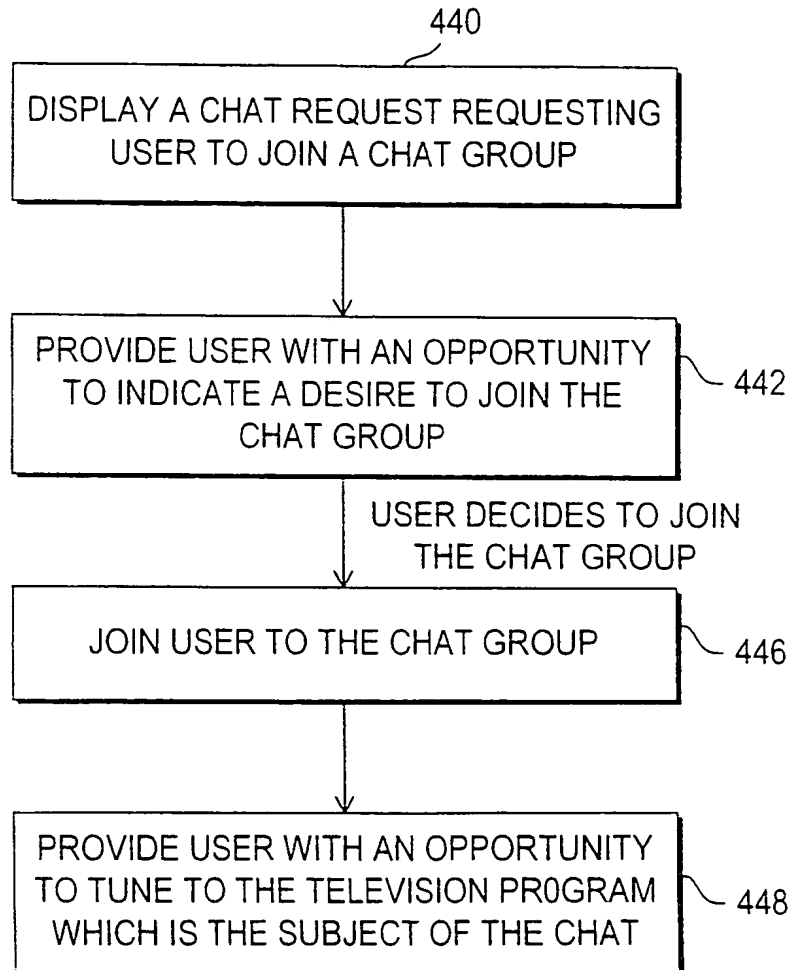 440
DISPLAY A CHAT REQUEST REQUESTING
USER TO JOIN A CHAT GROUP
PROVIDE USER WITH AN OPPORTUNITY
TO INDICATE A DESIRE TO JOIN THE
CHAT GROUP
442
USER DECIDES TO JOIN
THE CHAT GROUP
JOIN USER TO THE CHAT GROUP
446
PROVIDE USER WITH AN OPPORTUNITY
TO TUNE TO THE TELEVISION PR0GRAM
WHICH IS THE SUBJECT OF THE CHAT
448